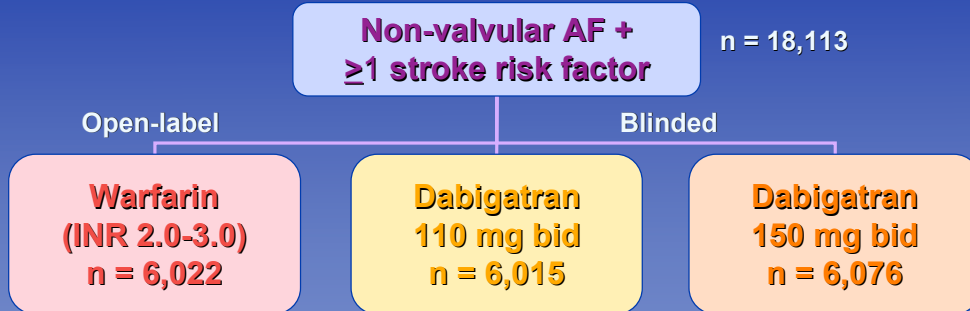 Non-valvular AF +
≥1 stroke risk factor
n = 18,113
Open-label
Blinded
Warfarin
(INR 2.0-3.0)
n = 6,022
Dabigatran
110 mg bid
n = 6,015
Dabigatran
150 mg bid
n = 6,076